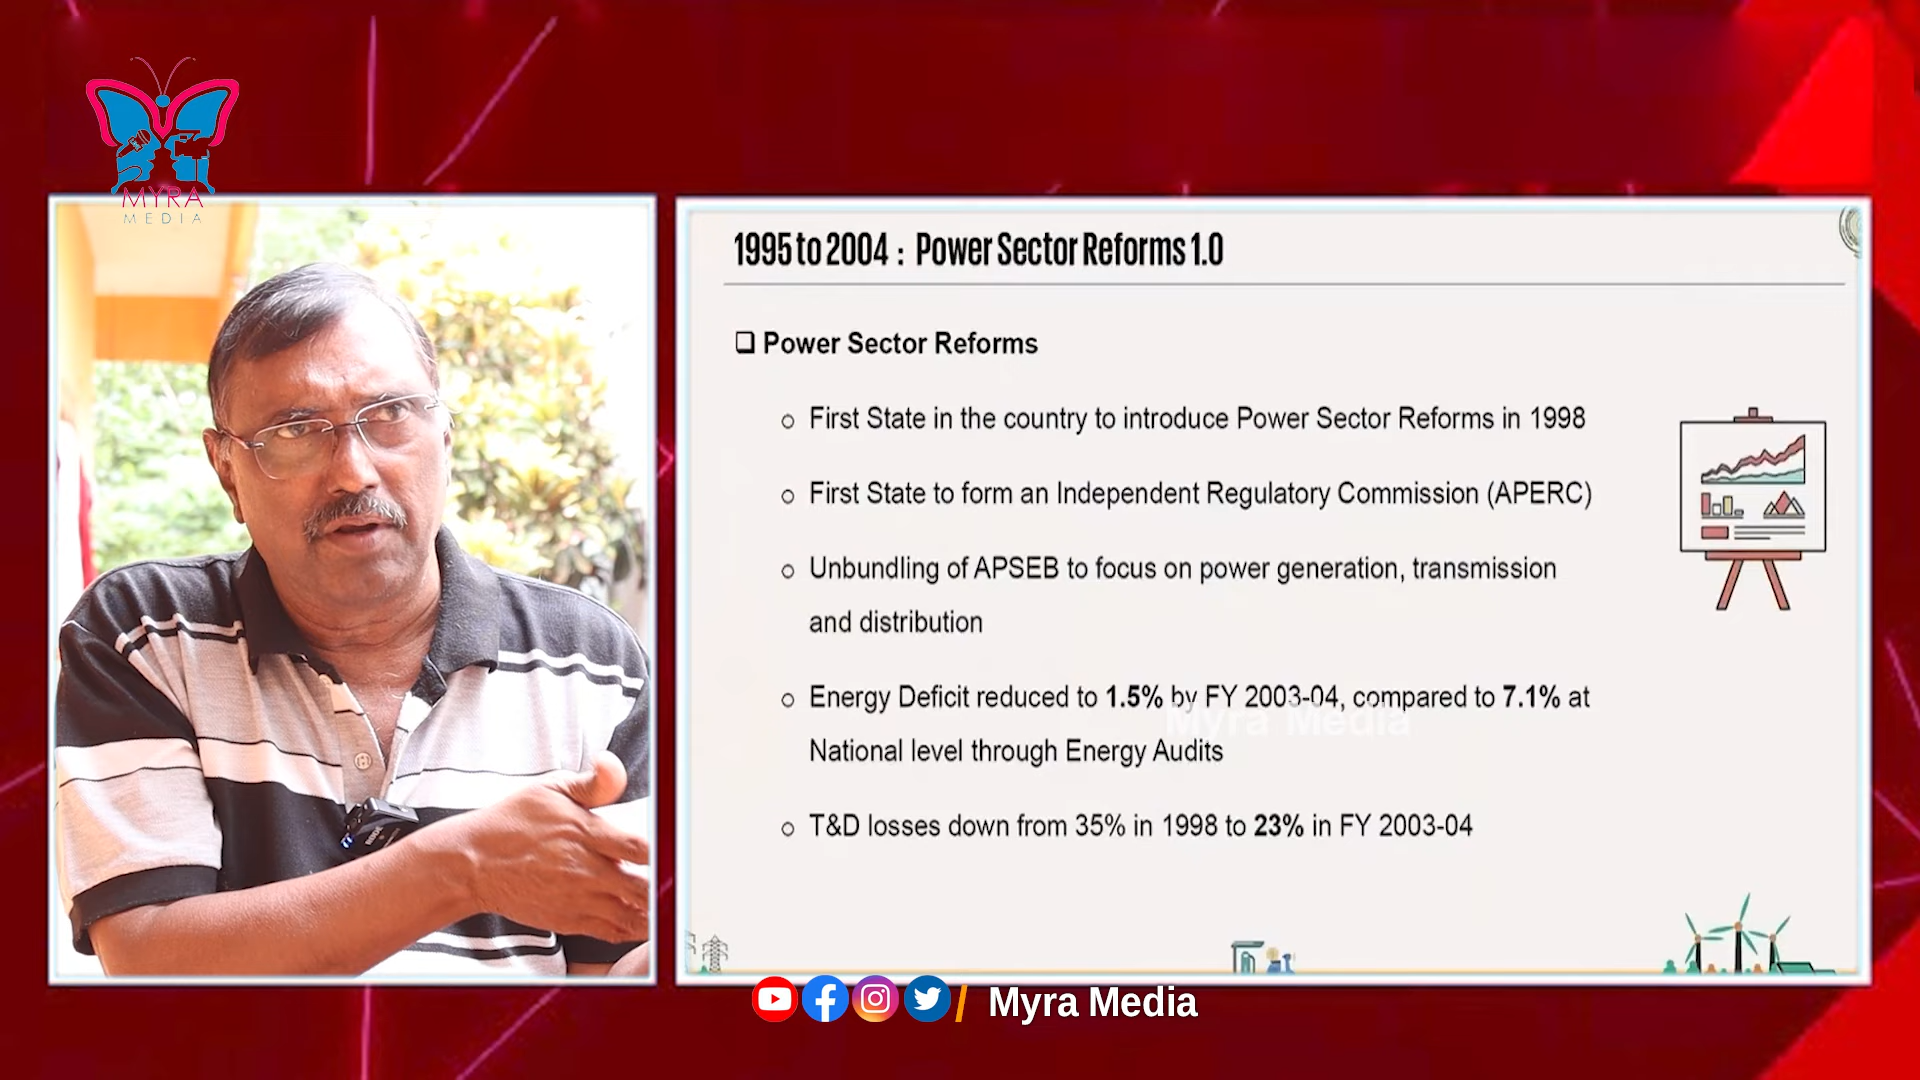 MYRA
MEDIA
1995 to 2004 : Power Sector Reforms 1.0
❑ Power Sector Reforms
○ First State in the country to introduce Power Sector Reforms in 1998
○ First State to form an Independent Regulatory Commission (APERC)
○ Unbundling of APSEB to focus on power generation, transmission
and distribution
○ Energy Deficit reduced to 1.5% by FY 2003-04, compared to 7.1% at
National level through Energy Audits
Myra Media
○ T&D losses down from 35% in 1998 to 23% in FY 2003-04
/ Myra Media